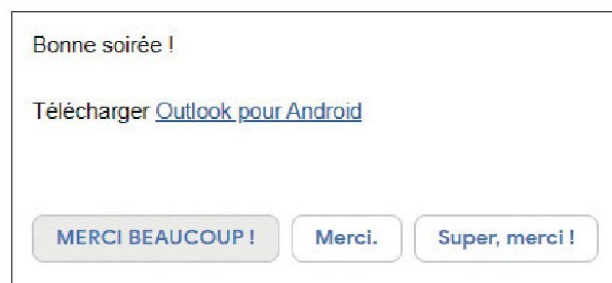 Bonne soirée !
Télécharger Outlook pour Android
MERCI BEAUCOUP ! Merci. Super, merci !